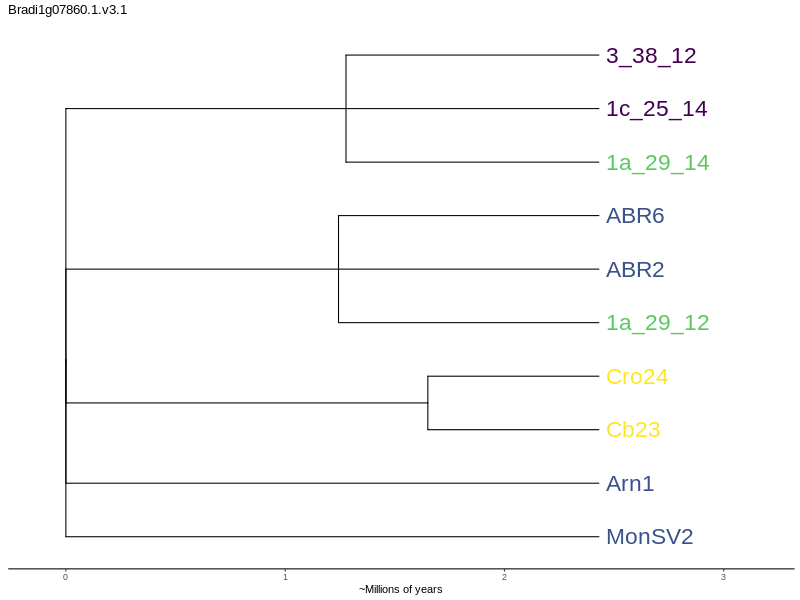 Bradi1g07860.1.v3.1
3_38_12
1c_25_14
1a_29_14
ABR6
ABR2
1a_29_12
Cro24
Cb23
Arn1
MonSV2
0 1 2 3
~Millions of years